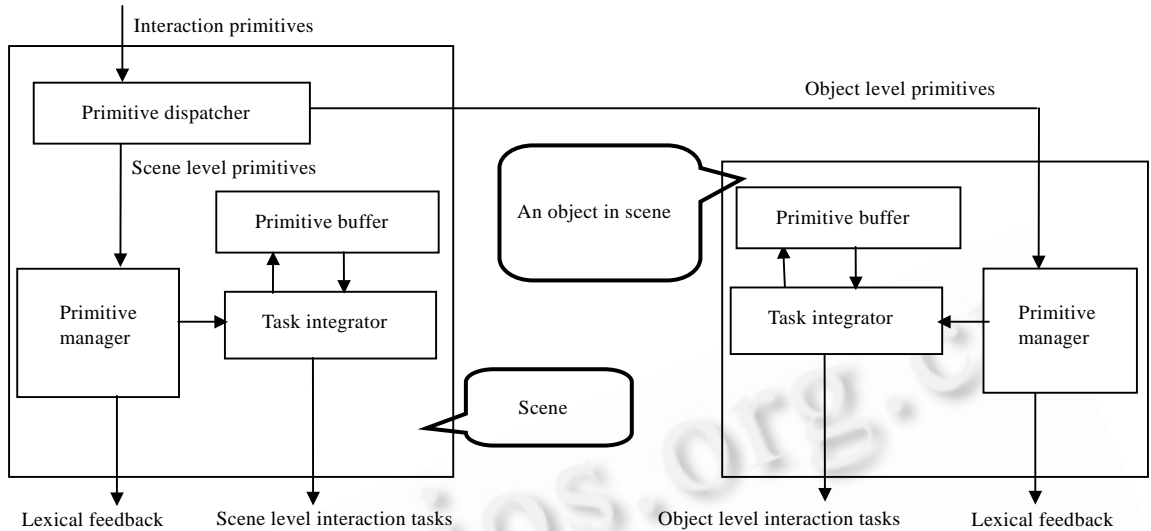 Interaction primitives
Primitive dispatcher
Object level primitives
Scene level primitives
Primitive buffer
An object in scene
Primitive buffer
Primitive
manager
Task integrator
Task integrator
Primitive
manager
Scene
Lexical feedback
Scene level interaction tasks
Object level interaction tasks
Lexical feedback